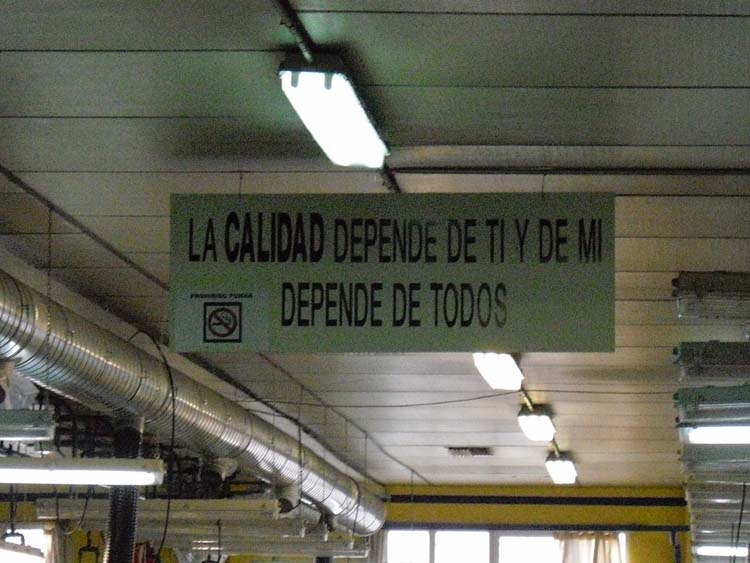 LA CALIDAD DEPENDE DE TI Y DE MI
PROHIBIDO FUMAR
DEPENDE DE TODOS